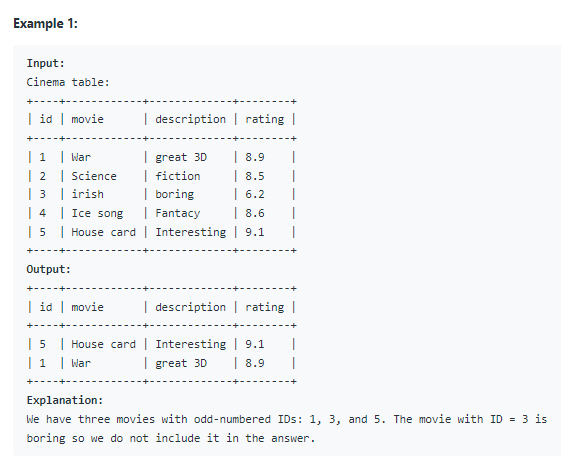 Example 1:
Input:
Cinema table:
+----+------------+-------------+--------+
| id | movie      | description | rating |
+----+------------+-------------+--------+
| 1  | War        | great 3D    | 8.9    |
| 2  | Science    | fiction     | 8.5    |
| 3  | irish      | boring      | 6.2    |
| 4  | Ice song   | Fantacy     | 8.6    |
| 5  | House card | Interesting | 9.1    |
+----+------------+-------------+--------+
Output:
+----+------------+-------------+--------+
| id | movie      | description | rating |
+----+------------+-------------+--------+
| 5  | House card | Interesting | 9.1    |
| 1  | War        | great 3D    | 8.9    |
+----+------------+-------------+--------+
Explanation:
We have three movies with odd-numbered IDs: 1, 3, and 5. The movie with ID = 3 is
boring so we do not include it in the answer.